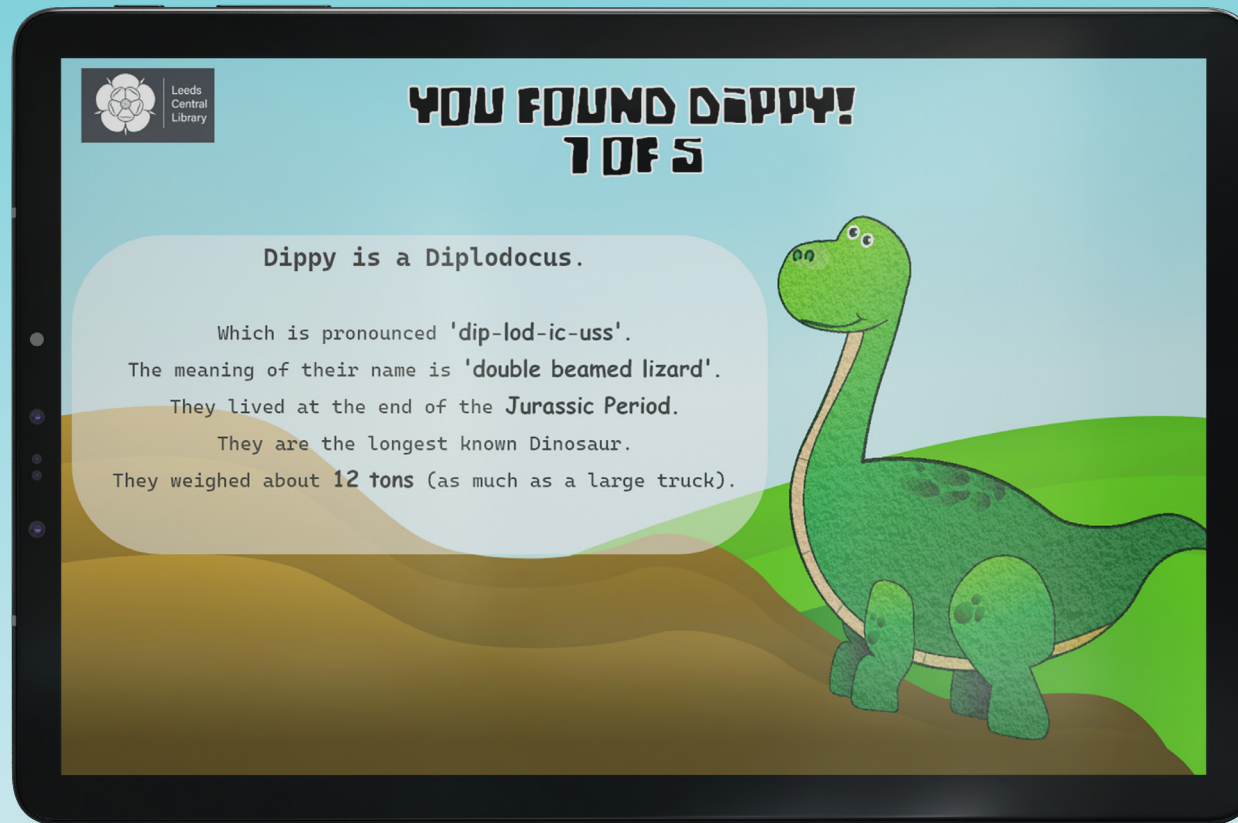 Leeds
Central
Library
YOU FOUND DiPPY!
1 OF 5
Dippy is a Diplodocus.
Which is pronounced 'dip-lod-ic-uss'.
The meaning of their name is 'double beamed lizard'.
They lived at the end of the Jurassic Period.
They are the longest known Dinosaur.
They weighed about 12 tons (as much as a large truck).